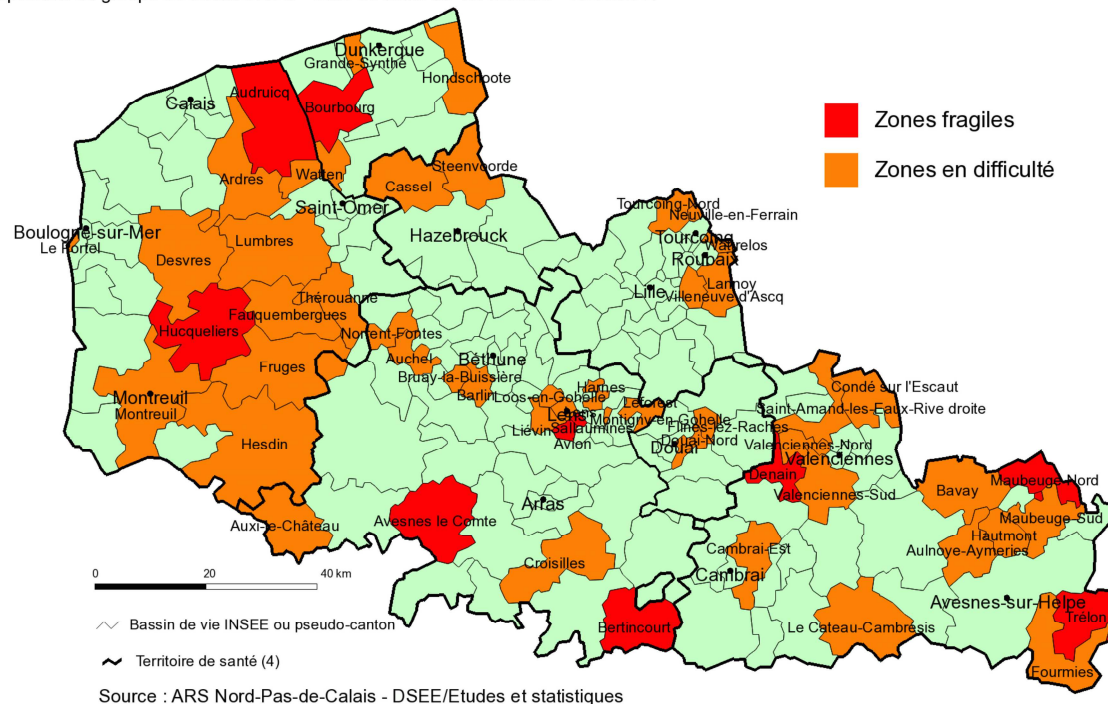 Dunkerque
Grande-Synthe
Hondschoote
Audruicq
Calais
Bourbourg
Zones fragiles
Steenvoorde
Zones en difficulté
Watten
Ardres
Cassel
Tourcoing-Nord
Saint-Omer
Neuville-en-Ferrain
Boulogne-sur-Mer
Hazebrouck
Tourcoing
Le Portel
Lumbres
Wattrelos
Desvres
Roubaix
Lannoy
Lille
Villeneuve d'Ascq
Thérouanne
Fauquembergues
Hucqueliers
Norrent-Fontes
Auchel
Béthune
Fruges
Bruay-la-Buissière
Harnes
Condé sur l'Escaut
Barlin
Loos-en-Gohelle
Montreuil
Leforest
Saint-Amand-les-Eaux-Rive droite
Lens
Montreuil
Montigny-en-Gohelle
Sallaumines
Flines-lez-Raches
Liévin
Douai-Nord
Avion
Douai
Valenciennes-Nord
Hesdin
Valenciennes
Denain
Maubeuge-Nord
Bavay
Valenciennes-Sud
Arras
Avesnes le Comte
Maubeuge-Sud
Auxi-le-Château
Hautmont
Cambrai-Est
Aulnoye-Aymeries
Croisilles
0 20 40 km
Cambrai
Avesnes-sur-Helpe
Trélon
Bassin de vie INSEE ou pseudo-canton
Bertincourt
Le Cateau-Cambrésis
Territoire de santé (4)
Fourmies
Source : ARS Nord-Pas-de-Calais - DSEE/Etudes et statistiques